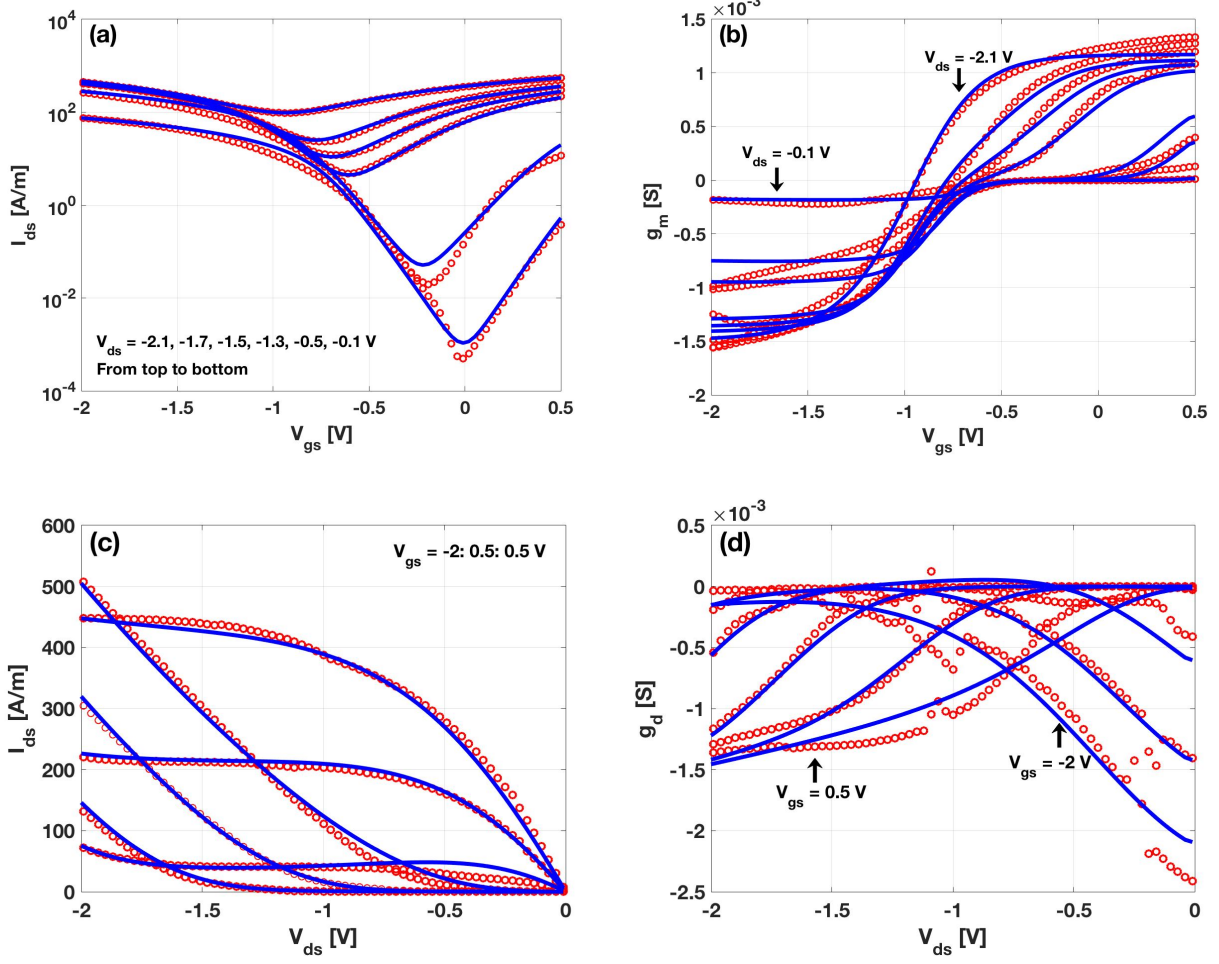 (a)
10^4
10^2
10^0
10^-2
10^-4
I_ds [A/m]
V_ds = -2.1, -1.7, -1.5, -1.3, -0.5, -0.1 V
From top to bottom
-2 -1.5 -1 -0.5 0 0.5
V_gs [V]
×10^-3
(b)
1.5
1
0.5
0
-0.5
-1
-1.5
-2
g_m [S]
V_ds = -2.1 V
V_ds = -0.1 V
-2 -1.5 -1 -0.5 0 0.5
V_gs [V]
(c)
600
500
400
300
200
100
0
I_ds [A/m]
V_gs = -2: 0.5: 0.5 V
-2 -1.5 -1 -0.5 0
V_ds [V]
×10^-3
(d)
0.5
0
-0.5
-1
-1.5
-2
-2.5
g_d [S]
V_gs = 0.5 V
V_gs = -2 V
-2 -1.5 -1 -0.5 0
V_ds [V]